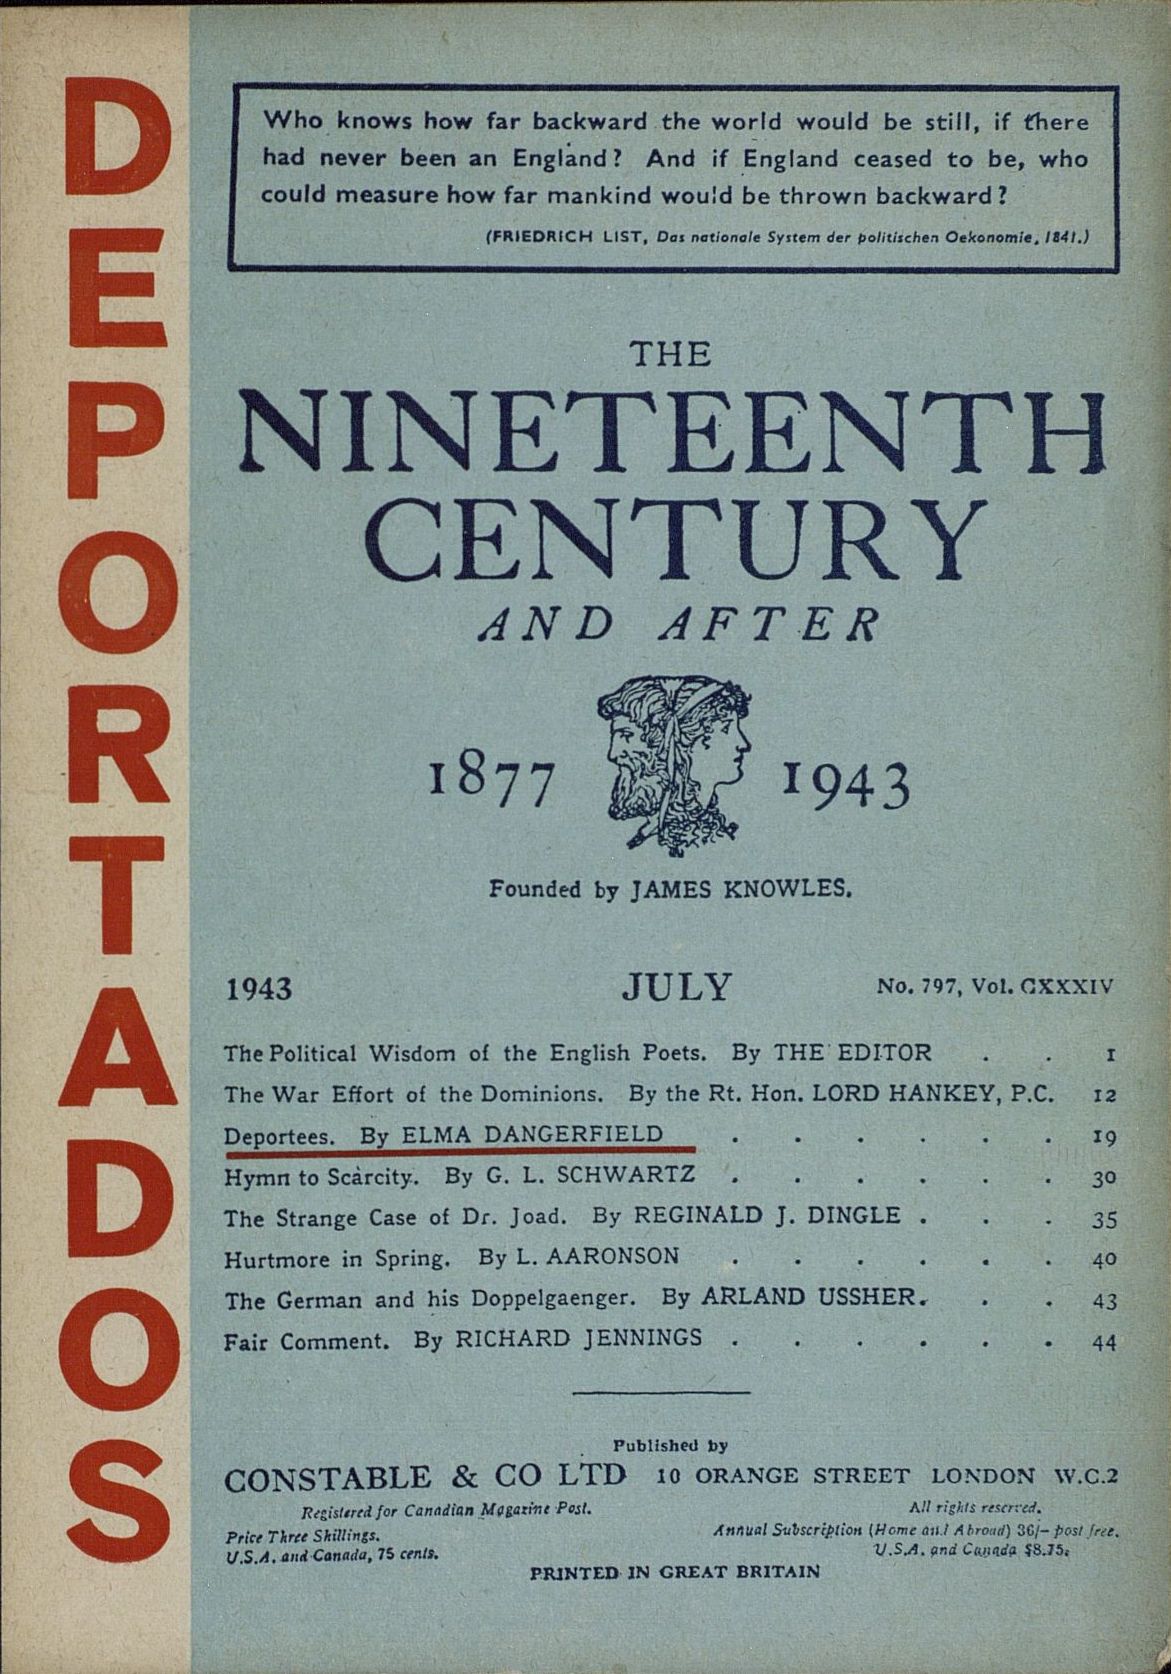 DEPORTADOS
Who knows how far backward the world would be still, if there
had never been an England? And if England ceased to be, who
could measure how far mankind would be thrown backward?
(FRIEDRICH LIST, Das nationale System der politischen Oekonomie, 1841.)
THE
NINETEENTH
CENTURY
AND AFTER
1877 1943
Founded by JAMES KNOWLES.
1943 JULY No. 797, Vol. CXXXIV
The Political Wisdom of the English Poets. By THE EDITOR . . 1
The War Effort of the Dominions. By the Rt. Hon. LORD HANKEY, P.C. 12
Deportees. By ELMA DANGERFIELD . . . . . . 19
Hymn to Scarcity. By G. L. SCHWARTZ . . . . . . 30
The Strange Case of Dr. Joad. By REGINALD J. DINGLE . . . 35
Hurtmore in Spring. By L. AARONSON . . . . . . 40
The German and his Doppelgaenger. By ARLAND USSHER. . . 43
Fair Comment. By RICHARD JENNINGS . . . . . . 44
Published by
CONSTABLE & CO LTD 10 ORANGE STREET LONDON W.C.2
Registered for Canadian Magazine Post. All rights reserved.
Price Three Shillings. Annual Subscription (Home and Abroad) 36/- post free.
U.S.A. and Canada, 75 cents. U.S.A. and Canada $8.75.
PRINTED IN GREAT BRITAIN